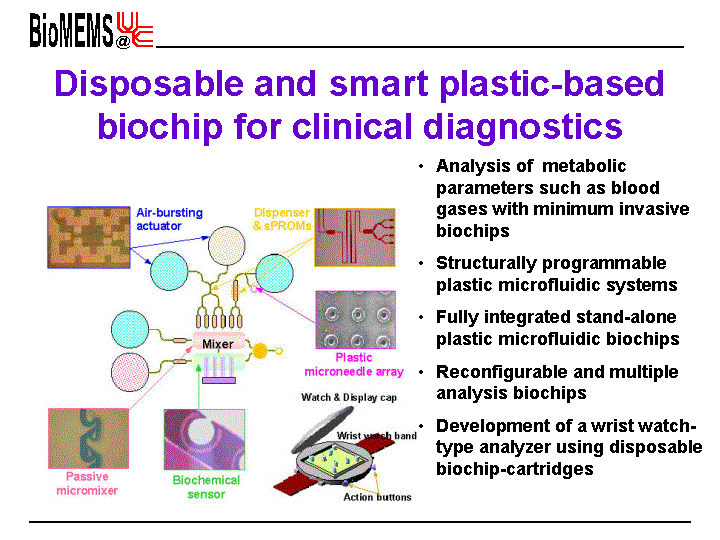 BioMEMS@UC
Disposable and smart plastic-based
biochip for clinical diagnostics
Air-bursting
actuator
Dispenser
& sPROMs
Mixer
Plastic
microneedle array
Passive
micromixer
Biochemical
sensor
Watch & Display cap
Wrist watch band
Action buttons
• Analysis of metabolic
parameters such as blood
gases with minimum invasive
biochips
• Structurally programmable
plastic microfluidic systems
• Fully integrated stand-alone
plastic microfluidic biochips
• Reconfigurable and multiple
analysis biochips
• Development of a wrist watch-
type analyzer using disposable
biochip-cartridges